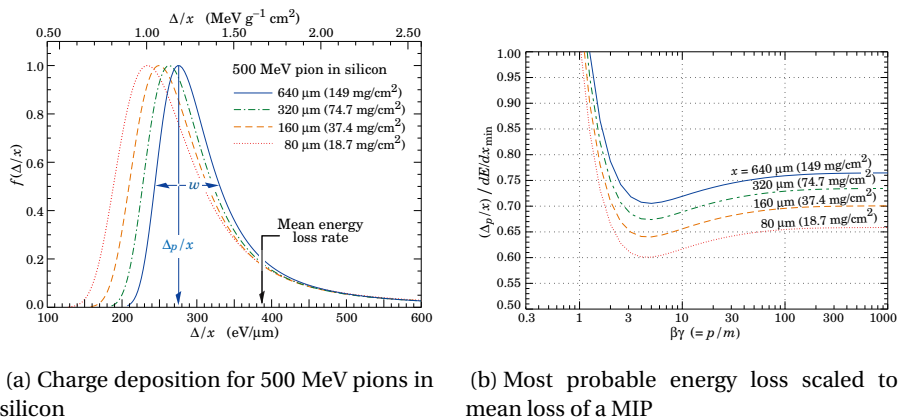 Δ/x (MeV g⁻¹ cm²)
0.50 1.00 1.50 2.00 2.50
500 MeV pion in silicon
640 μm (149 mg/cm²)
320 μm (74.7 mg/cm²)
160 μm (37.4 mg/cm²)
80 μm (18.7 mg/cm²)
1.0
0.8
0.6
0.4
0.2
0.0
f(Δ/x)
w
Δp/x
Mean energy
loss rate
100 200 300 400 500 600
Δ/x (eV/μm)
(a) Charge deposition for 500 MeV pions in
silicon
1.00
0.95
0.90
0.85
0.80
0.75
0.70
0.65
0.60
0.55
0.50
(Δp/x) / dE/dx min
x = 640 μm (149 mg/cm²)
320 μm (74.7 mg/cm²)
160 μm (37.4 mg/cm²)
80 μm (18.7 mg/cm²)
0.3 1 3 10 30 100 300 1000
βγ (= p/m)
(b) Most probable energy loss scaled to
mean loss of a MIP